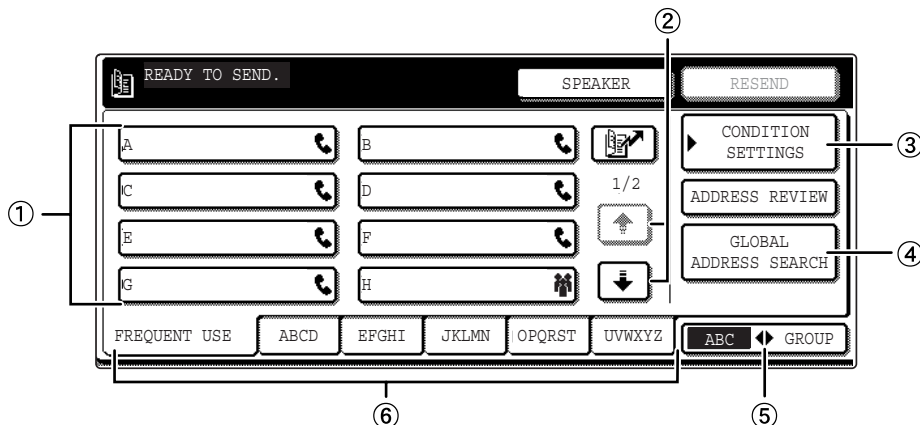 ②
READY TO SEND.
SPEAKER
RESEND
A
B
CONDITION
SETTINGS
③
C
D
1/2
ADDRESS REVIEW
①
E
F
GLOBAL
ADDRESS SEARCH
④
G
H
FREQUENT USE
ABCD
EFGHI
JKLMN
OPQRST
UVWXYZ
ABC
GROUP
⑥
⑤